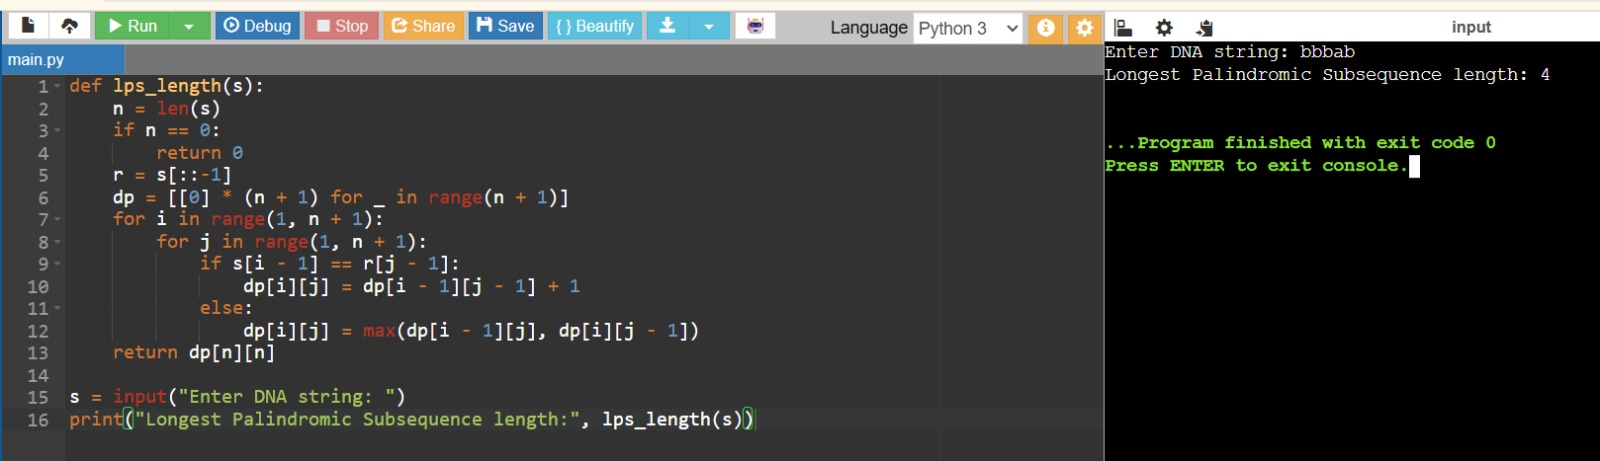 Run Debug Stop Share Save { } Beautify Language Python 3 input
main.py
1 def lps_length(s):
2     n = len(s)
3     if n == 0:
4         return 0
5     r = s[::-1]
6     dp = [[0] * (n + 1) for _ in range(n + 1)]
7     for i in range(1, n + 1):
8         for j in range(1, n + 1):
9             if s[i - 1] == r[j - 1]:
10                 dp[i][j] = dp[i - 1][j - 1] + 1
11             else:
12                 dp[i][j] = max(dp[i - 1][j], dp[i][j - 1])
13     return dp[n][n]
14
15 s = input("Enter DNA string: ")
16 print("Longest Palindromic Subsequence length:", lps_length(s))
Enter DNA string: bbbab
Longest Palindromic Subsequence length: 4
...Program finished with exit code 0
Press ENTER to exit console.